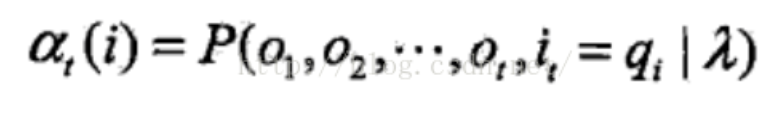 αₜ(i) = P(o₁, o₂, ⋯, oₜ, iₜ = qᵢ | λ)